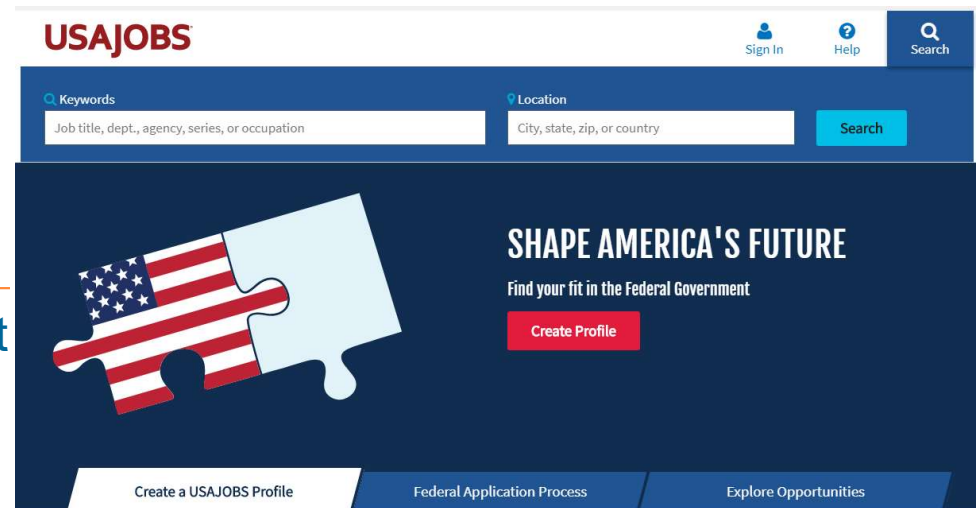 USAJOBS
Sign In
Help
Search
Keywords
Location
Job title, dept., agency, series, or occupation
City, state, zip, or country
Search
SHAPE AMERICA'S FUTURE
Find your fit in the Federal Government
Create Profile
t
Create a USAJOBS Profile
Federal Application Process
Explore Opportunities